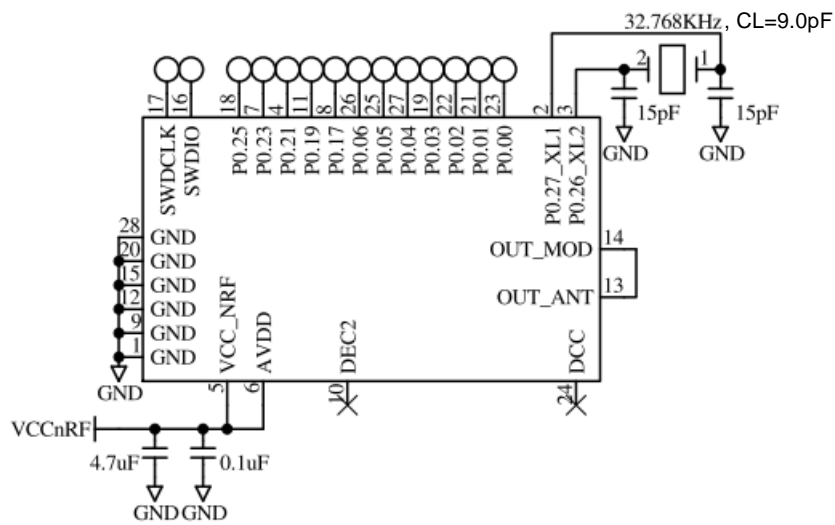 32.768KHz, CL=9.0pF
2 1
15pF 15pF
GND GND
17 16 18 7 4 11 8 26 25 27 19 22 21 23 2 3
SWDCLK SWDIO P0.25 P0.23 P0.21 P0.19 P0.17 P0.06 P0.05 P0.04 P0.03 P0.02 P0.01 P0.00 P0.27_XL1 P0.26_XL2
28 GND
20 GND
15 GND
12 GND
9 GND
1 GND
GND
OUT_MOD 14
OUT_ANT 13
VCC_NRF AVDD DEC2 DCC
5 6 10 24
VCCnRF
4.7uF 0.1uF
GND GND